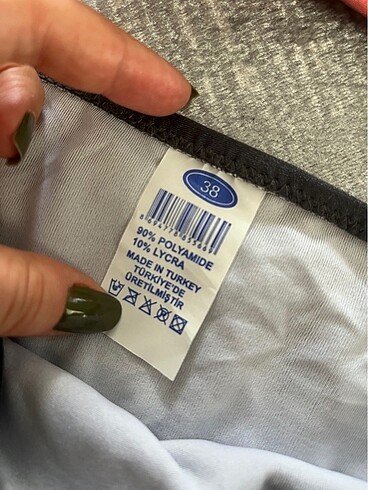 38
90% POLYAMIDE
10% LYCRA
MADE IN TURKEY
TÜRKİYE'DE
ÜRETİLMİŞTİR